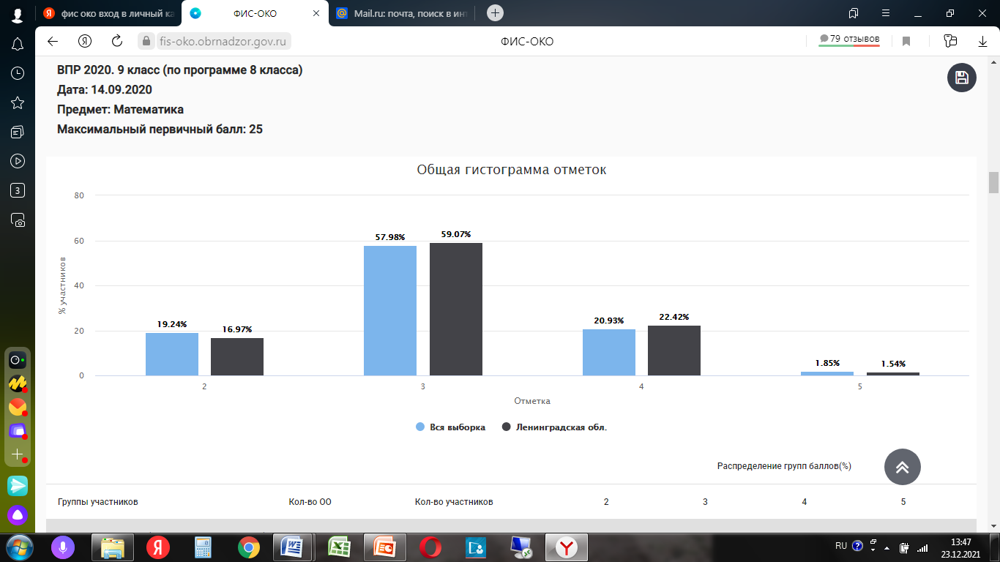 фис око вход в личный ка
ФИС-ОКО
Mail.ru: почта, поиск в инт
fis-oko.obrnadzor.gov.ru
ФИС-ОКО
79 отзывов
ВПР 2020. 9 класс (по программе 8 класса)
Дата: 14.09.2020
Предмет: Математика
Максимальный первичный балл: 25
Общая гистограмма отметок
% участников
80
60
40
20
0
19.24%
16.97%
57.98%
59.07%
20.93%
22.42%
1.85%
1.54%
2
3
4
5
Отметка
Вся выборка
Ленинградская обл.
Распределение групп баллов(%)
Группы участников
Кол-во ОО
Кол-во участников
2
3
4
5
3
RU
13:47
23.12.2021